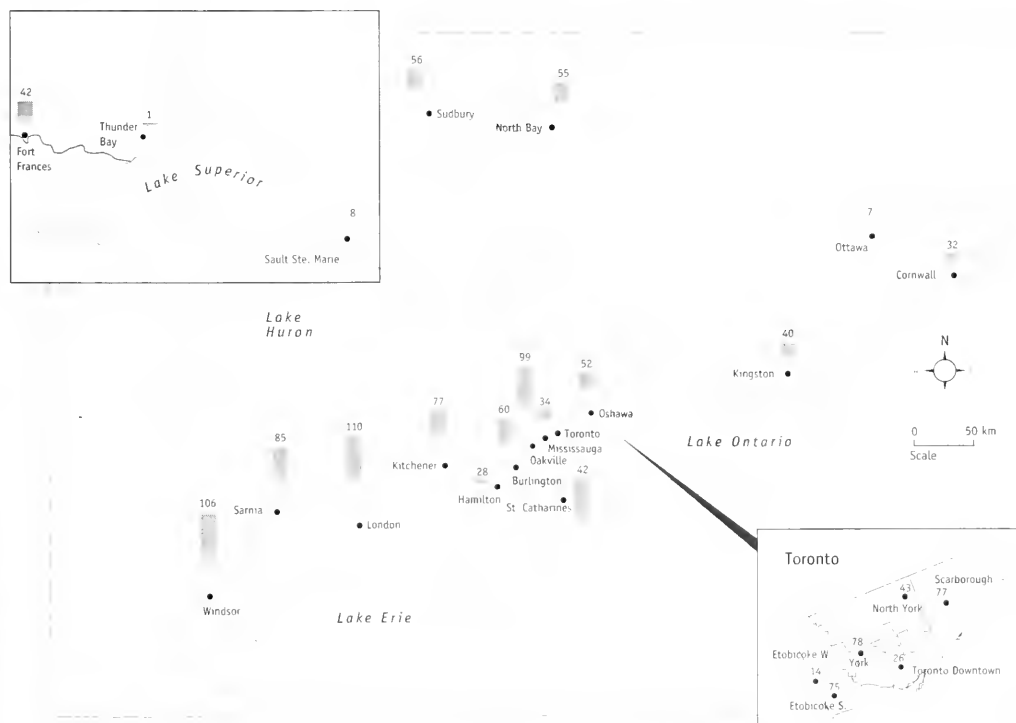 42
1
Thunder
Bay
Fort
Frances
Lake Superior
8
Sault Ste. Marie
56
Sudbury
55
North Bay
7
Ottawa
32
Cornwall
Lake
Huron
40
Kingston
N
0 50 km
Scale
99
52
34
60
77
110
85
106
Oshawa
Toronto
Mississauga
Oakville
Burlington
Kitchener
28
Hamilton
42
St Catharines
Lake Ontario
Sarnia
London
Windsor
Lake Erie
Toronto
Scarborough
43
77
North York
78
Etobicoke W
York
26
Toronto Downtown
14
75
Etobicoke S.